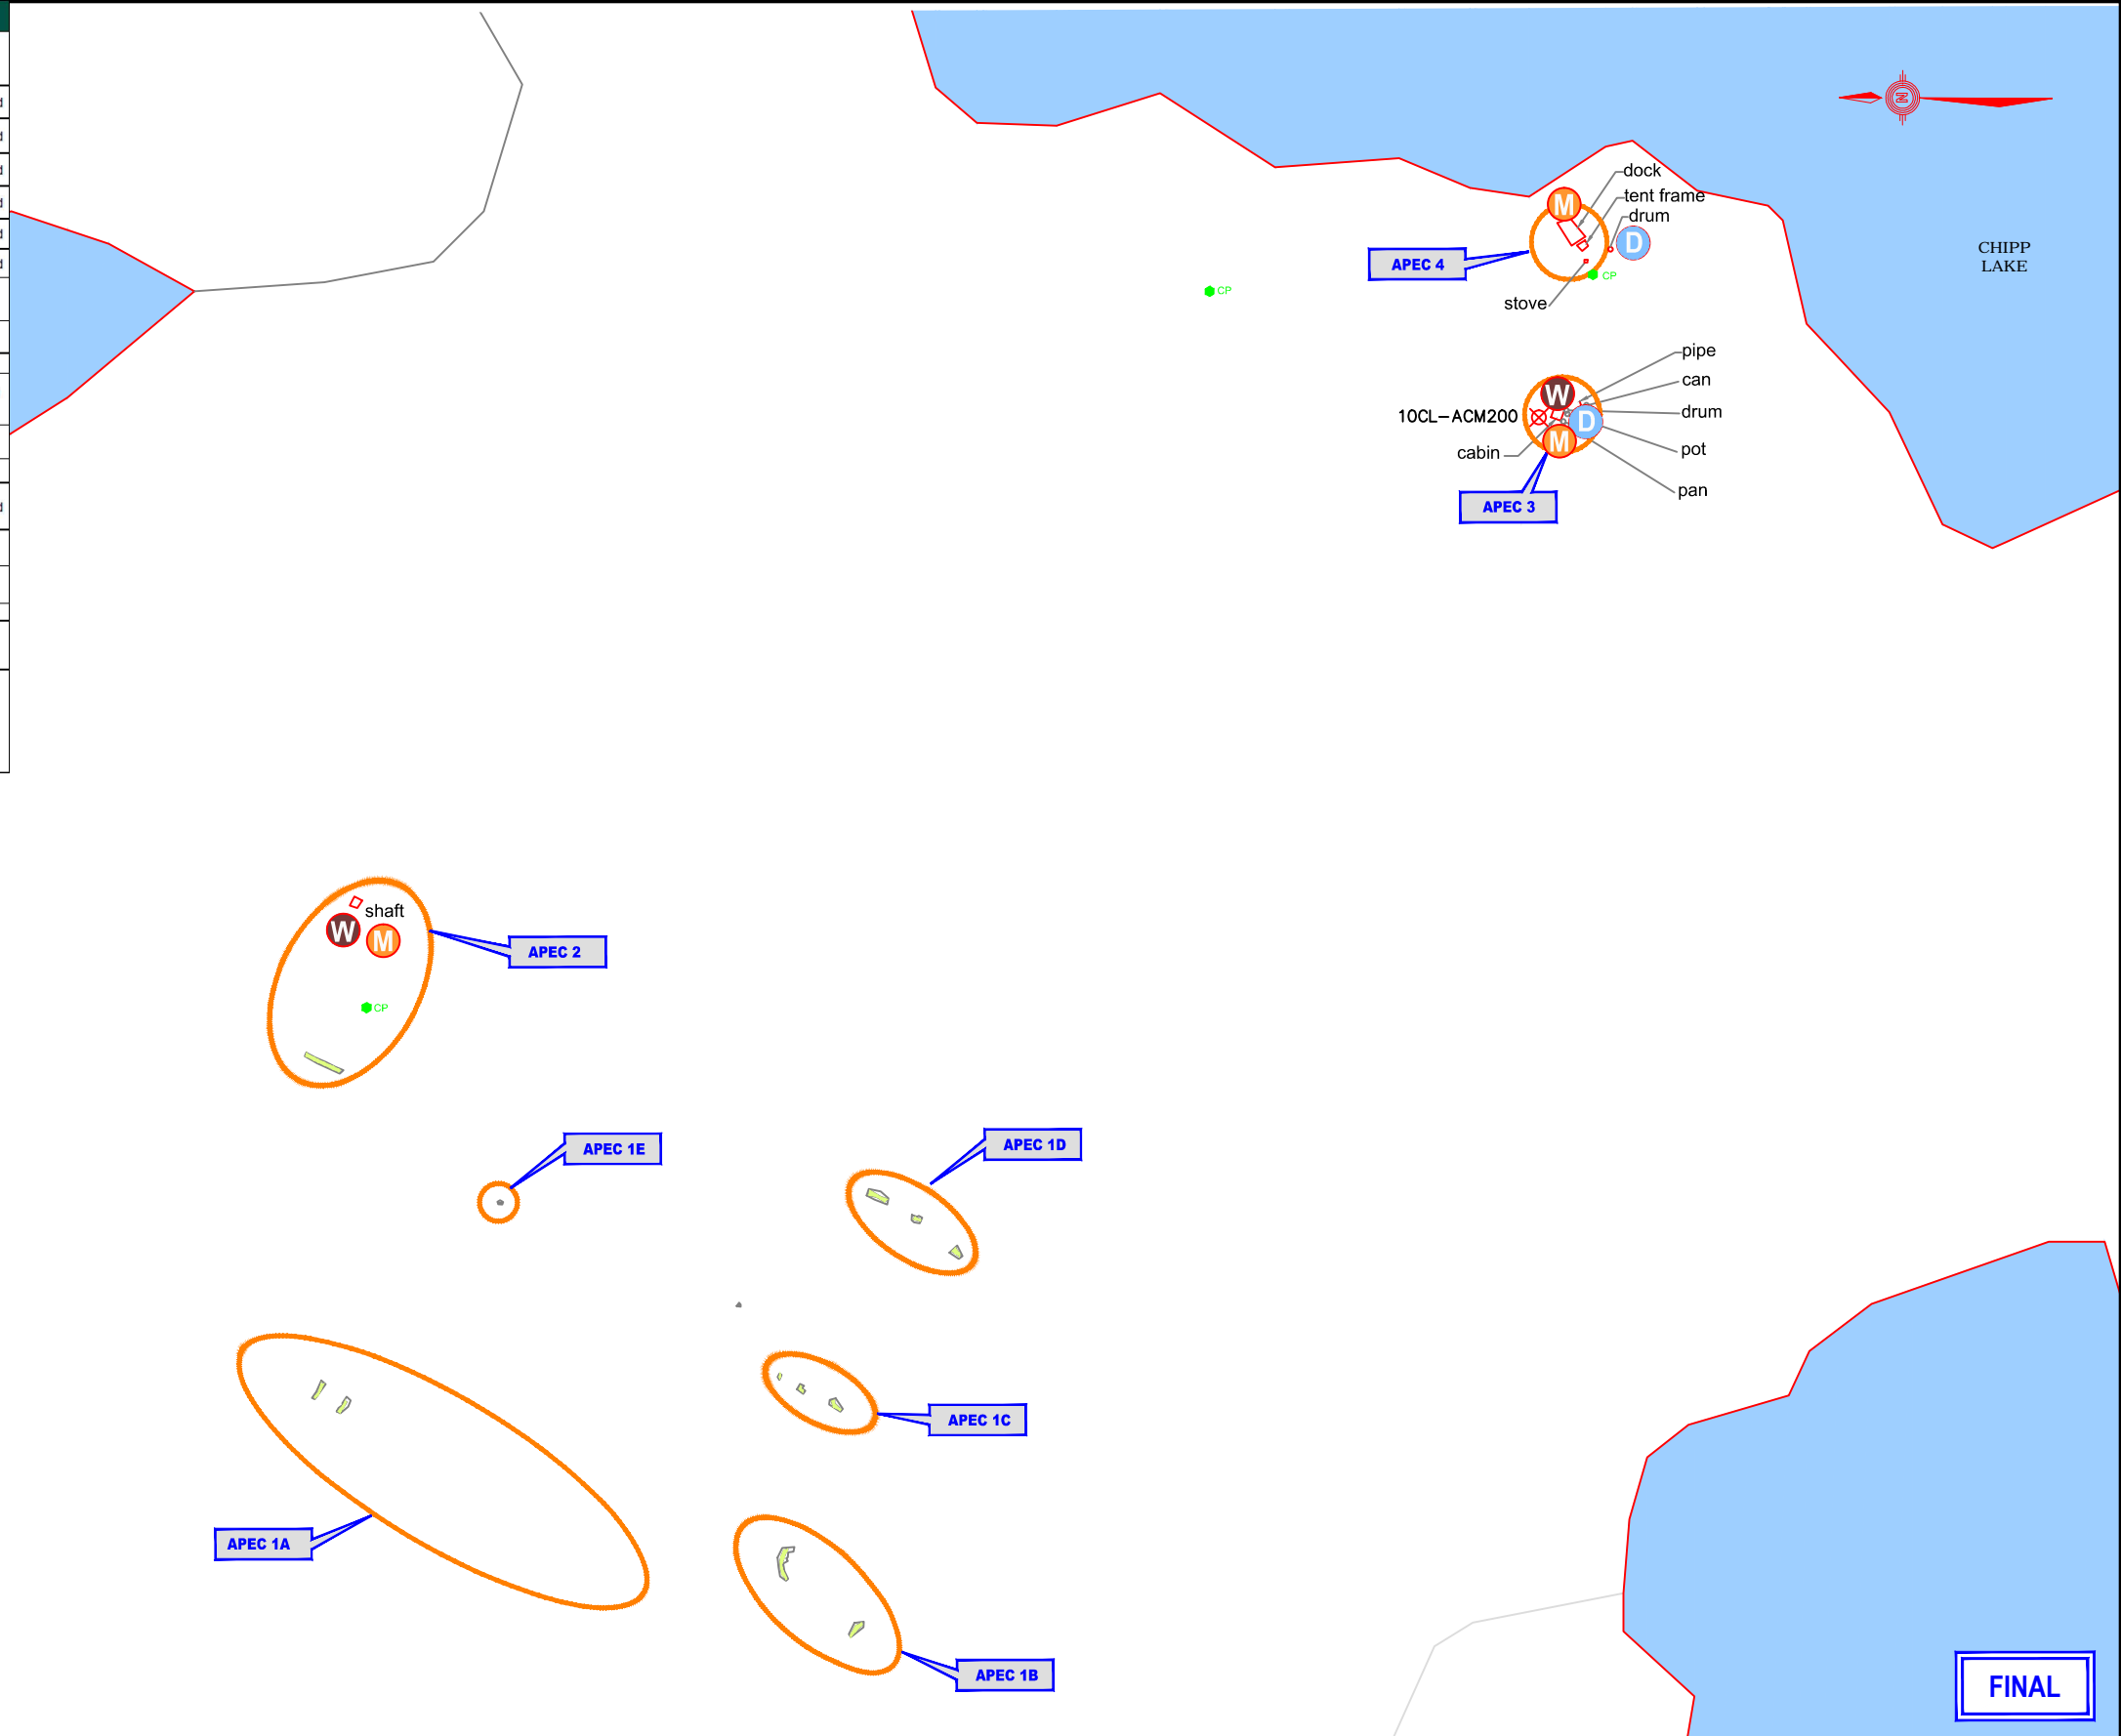 N
dock
tent frame
drum
M
D
CHIPP
LAKE
APEC 4
CP
CP
stove
pipe
can
W
drum
10CL-ACM200
D
M
cabin
pot
pan
APEC 3
shaft
W
M
APEC 2
CP
APEC 1E
APEC 1D
APEC 1C
APEC 1A
APEC 1B
FINAL